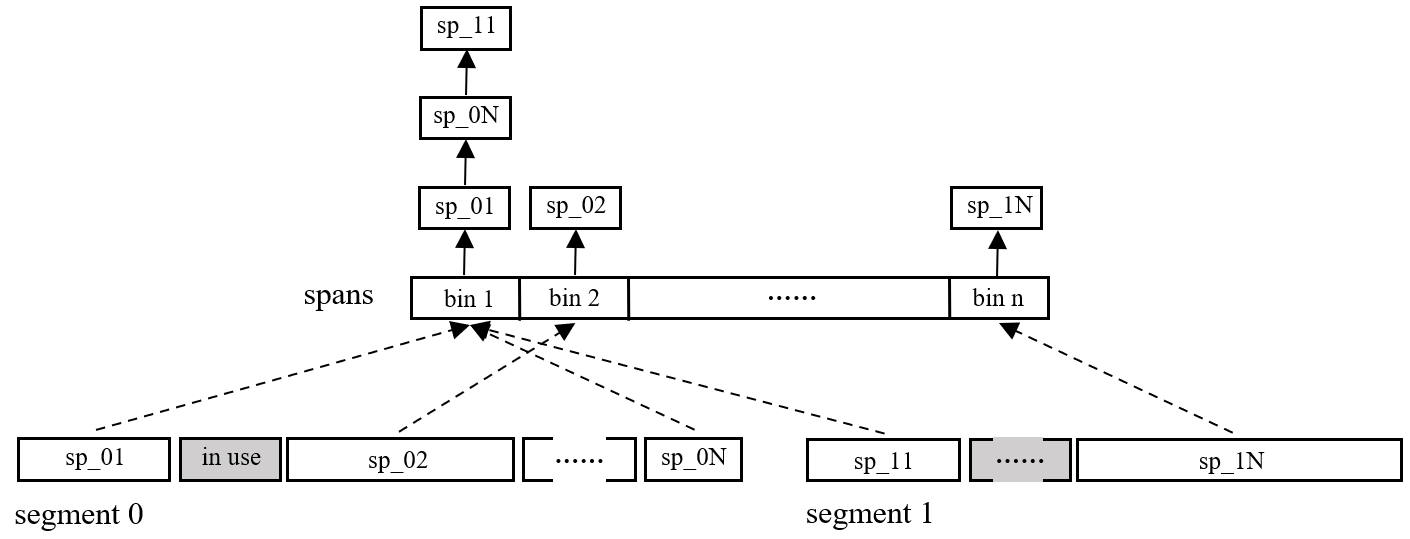 sp_11
sp_0N
sp_01
sp_02
sp_1N
spans
bin 1
bin 2
......
bin n
sp_01
in use
sp_02
......
sp_0N
sp_11
......
sp_1N
segment 0
segment 1